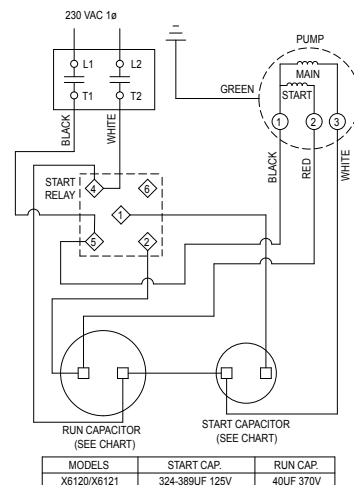 230 VAC 1ø
L1
L2
T1
T2
BLACK
WHITE
PUMP
MAIN
START
GREEN
1
2
3
BLACK
RED
WHITE
START
RELAY
4
6
1
5
2
RUN CAPACITOR
(SEE CHART)
START CAPACITOR
(SEE CHART)
MODELS START CAP. RUN CAP.
X6120/X6121 324-389UF 125V 40UF 370V